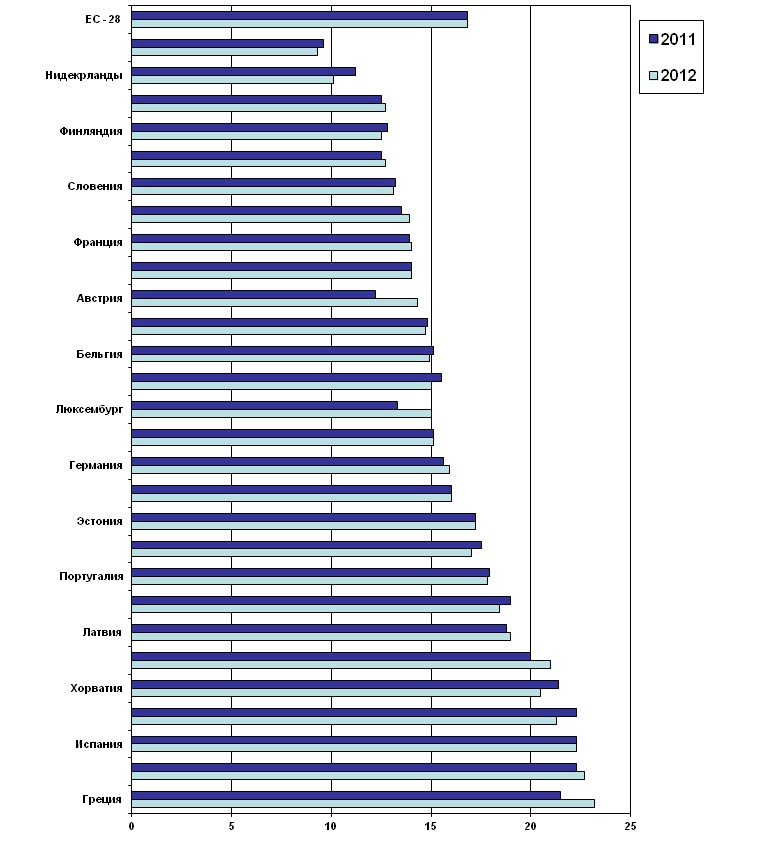 ЕС - 28
2011
2012
Нидекрланды
Финляндия
Словения
Франция
Австрия
Бельгия
Люксембург
Германия
Эстония
Португалия
Латвия
Хорватия
Испания
Греция
0 5 10 15 20 25